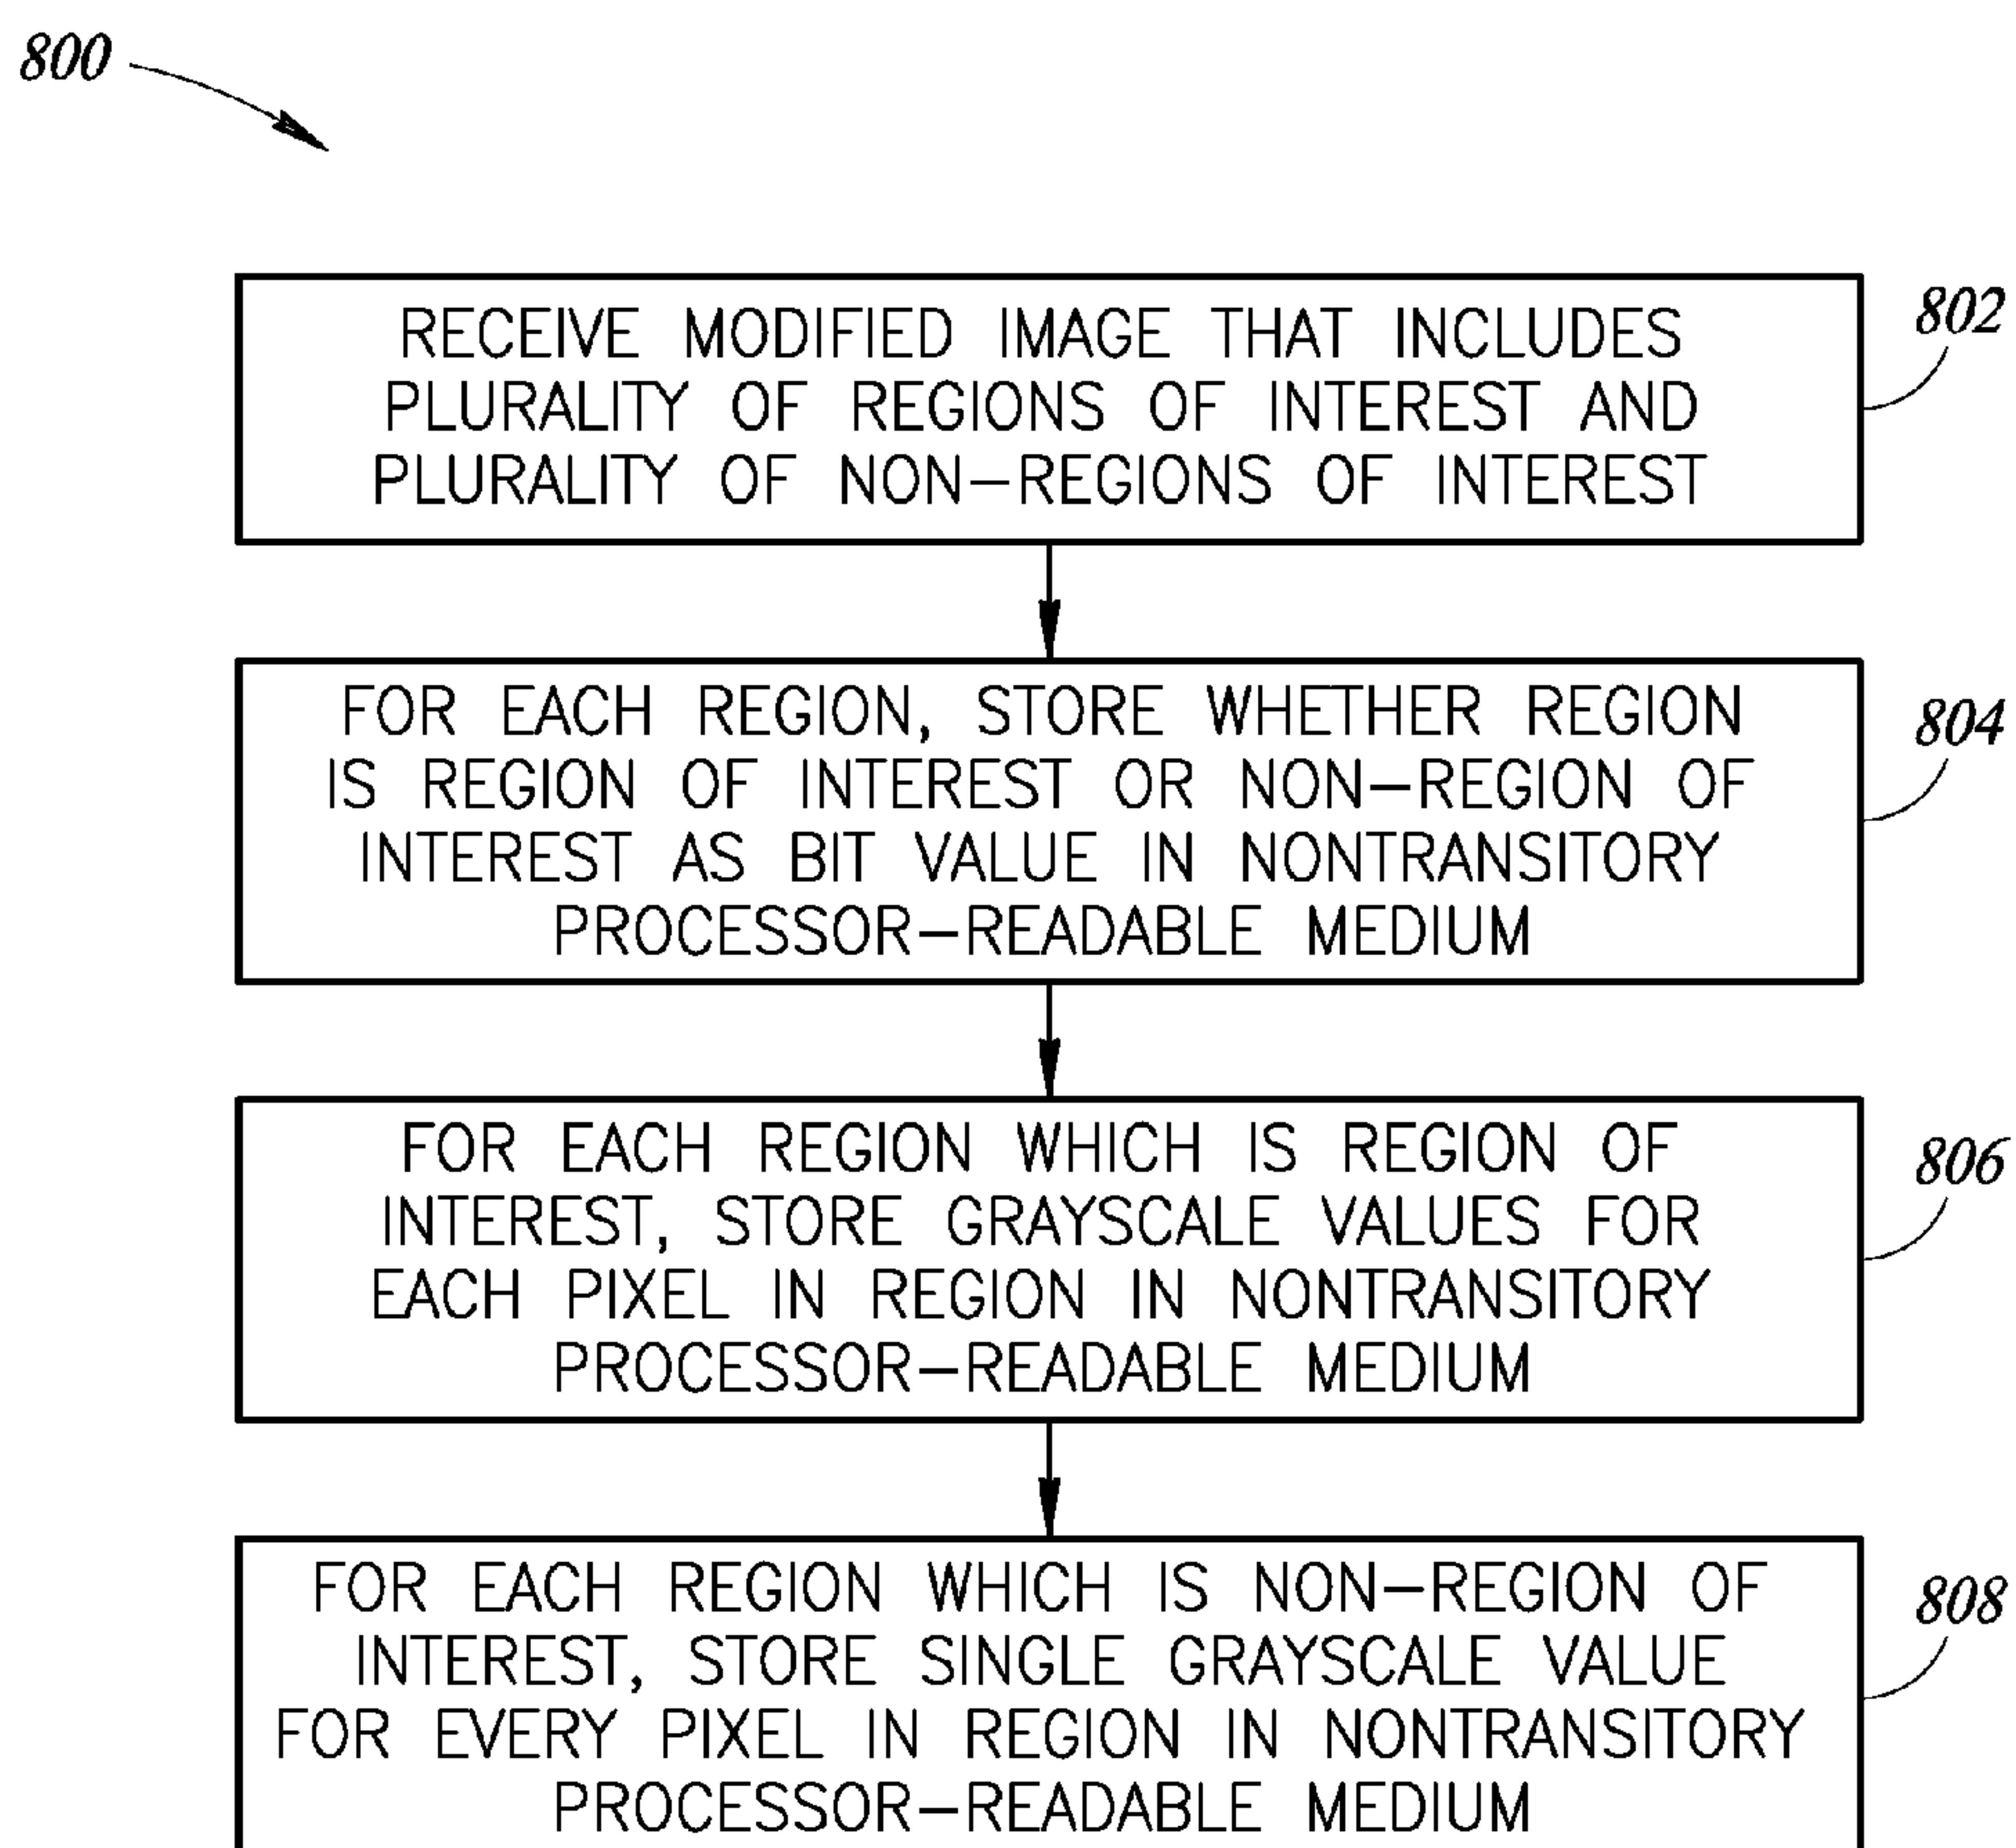 800
RECEIVE MODIFIED IMAGE THAT INCLUDES
PLURALITY OF REGIONS OF INTEREST AND
PLURALITY OF NON-REGIONS OF INTEREST
802
FOR EACH REGION, STORE WHETHER REGION
IS REGION OF INTEREST OR NON-REGION OF
INTEREST AS BIT VALUE IN NONTRANSITORY
PROCESSOR-READABLE MEDIUM
804
FOR EACH REGION WHICH IS REGION OF
INTEREST, STORE GRAYSCALE VALUES FOR
EACH PIXEL IN REGION IN NONTRANSITORY
PROCESSOR-READABLE MEDIUM
806
FOR EACH REGION WHICH IS NON-REGION OF
INTEREST, STORE SINGLE GRAYSCALE VALUE
FOR EVERY PIXEL IN REGION IN NONTRANSITORY
PROCESSOR-READABLE MEDIUM
808